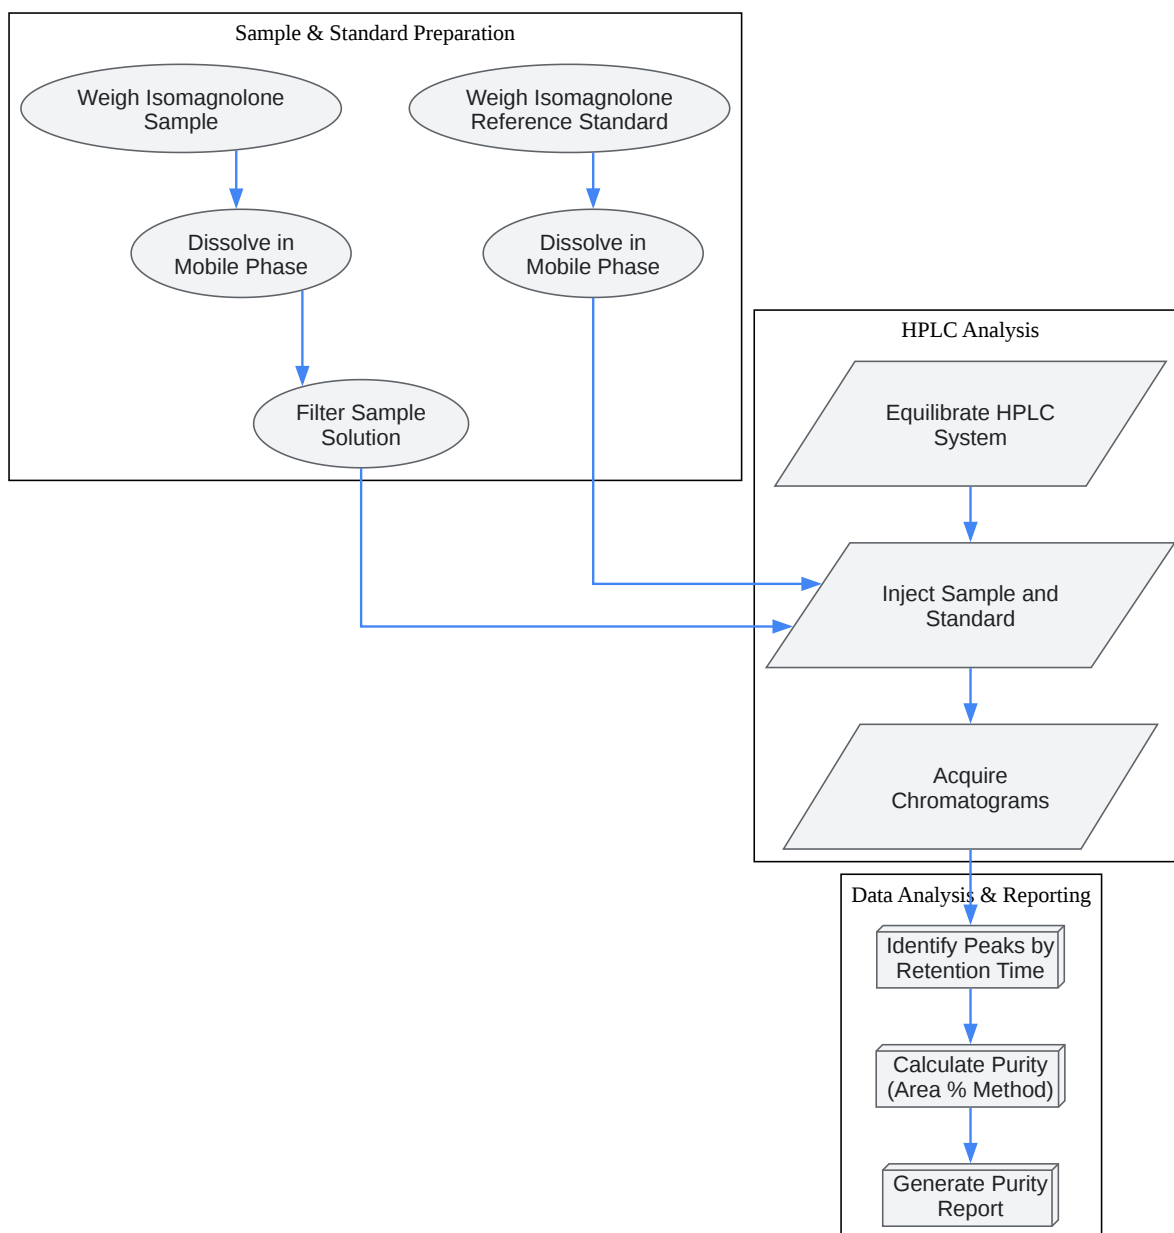 Sample & Standard Preparation
Weigh Isomagnolone
Sample
Weigh Isomagnolone
Reference Standard
Dissolve in
Mobile Phase
Dissolve in
Mobile Phase
Filter Sample
Solution
HPLC Analysis
Equilibrate HPLC
System
Inject Sample and
Standard
Acquire
Chromatograms
Data Analysis & Reporting
Identify Peaks by
Retention Time
Calculate Purity
(Area % Method)
Generate Purity
Report